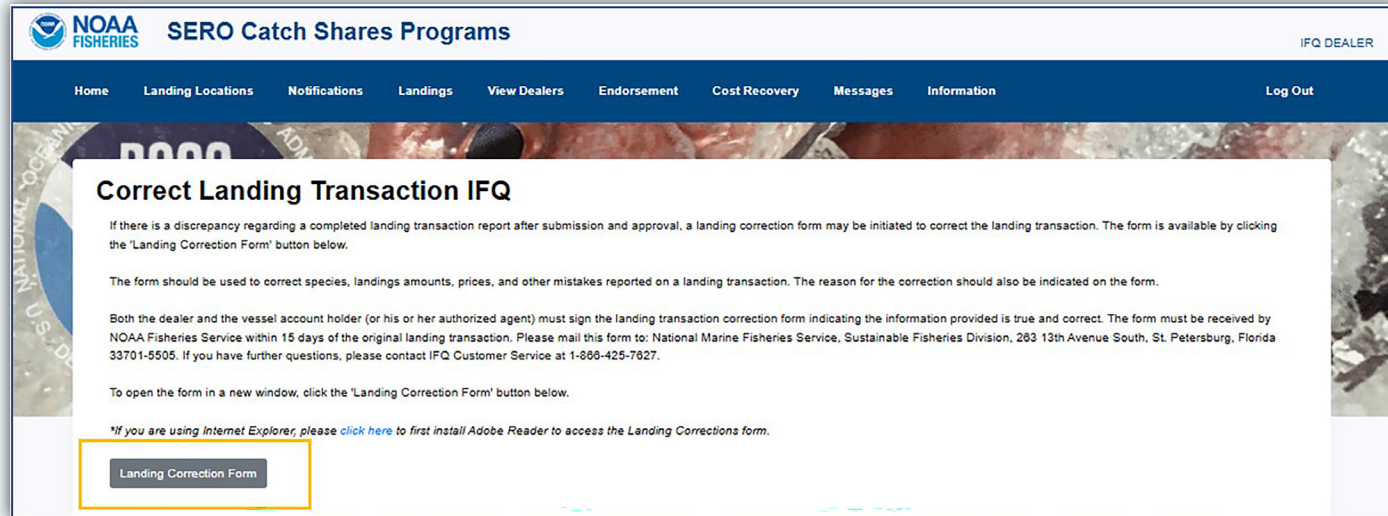 NOAA
FISHERIES
SERO Catch Shares Programs
IFQ DEALER
Home Landing Locations Notifications Landings View Dealers Endorsement Cost Recovery Messages Information Log Out
NATIONAL OCEANIC
ADM
U.S. DE
Correct Landing Transaction IFQ
If there is a discrepancy regarding a completed landing transaction report after submission and approval, a landing correction form may be initiated to correct the landing transaction. The form is available by clicking
the 'Landing Correction Form' button below.
The form should be used to correct species, landings amounts, prices, and other mistakes reported on a landing transaction. The reason for the correction should also be indicated on the form.
Both the dealer and the vessel account holder (or his or her authorized agent) must sign the landing transaction correction form indicating the information provided is true and correct. The form must be received by
NOAA Fisheries Service within 15 days of the original landing transaction. Please mail this form to: National Marine Fisheries Service, Sustainable Fisheries Division, 263 13th Avenue South, St. Petersburg, Florida
33701-5505. If you have further questions, please contact IFQ Customer Service at 1-866-425-7627.
To open the form in a new window, click the 'Landing Correction Form' button below.
*If you are using Internet Explorer, please click here to first install Adobe Reader to access the Landing Corrections form.
Landing Correction Form